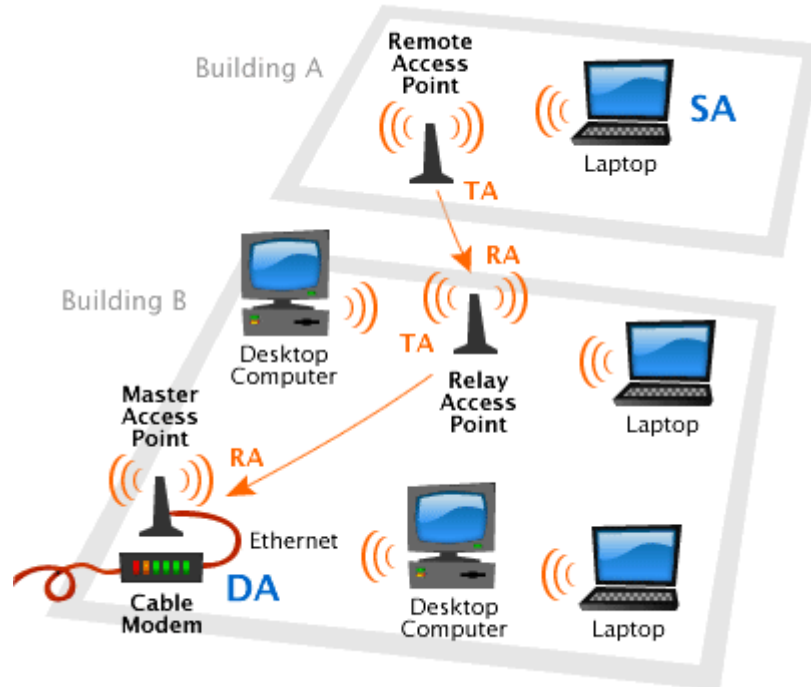 Building A
Remote
Access
Point
SA
Laptop
TA
RA
Building B
TA
Desktop
Computer
Relay
Access
Point
Laptop
Master
Access
Point
RA
Ethernet
DA
Cable
Modem
Desktop
Computer
Laptop